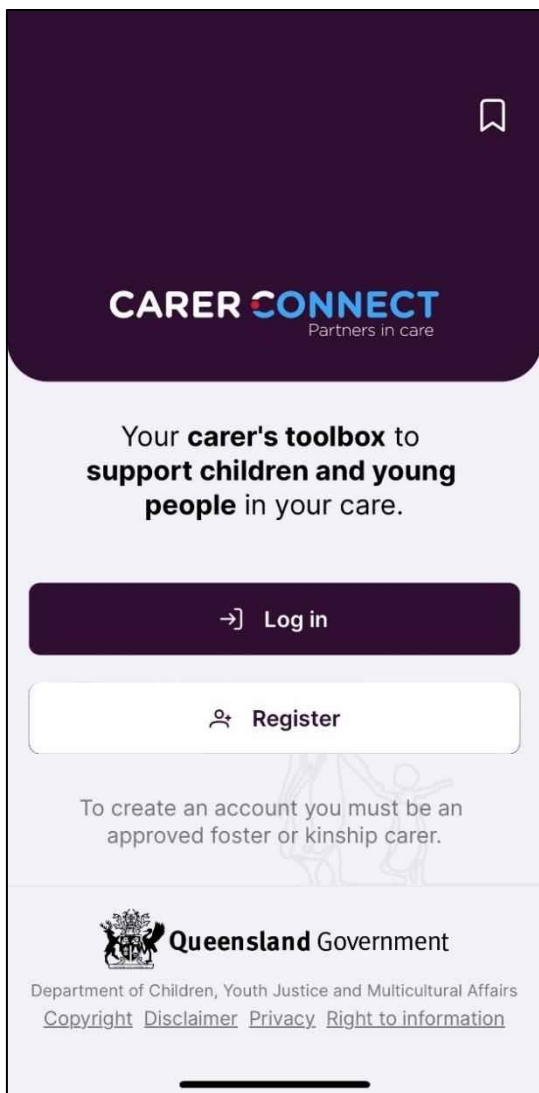 CARER CONNECT
Partners in care
Your carer's toolbox to
support children and young
people in your care.
Log in
Register
To create an account you must be an
approved foster or kinship carer.
Queensland Government
Department of Children, Youth Justice and Multicultural Affairs
Copyright Disclaimer Privacy Right to information